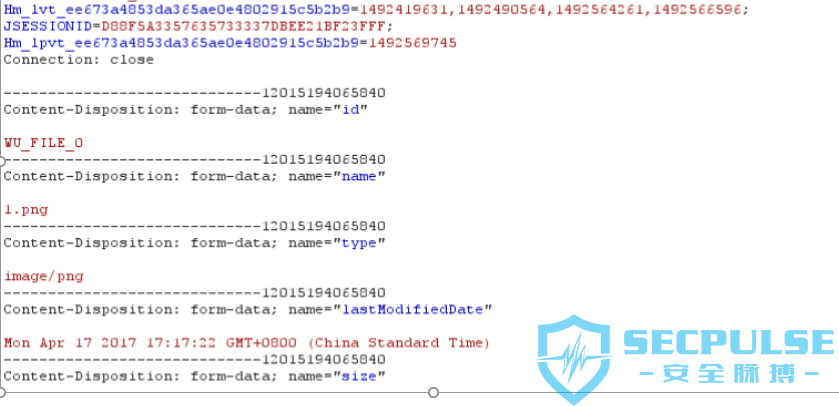 Hm_lvt_ee673a4853da365ae0e4802915c5b2b9=1492419631,1492490564,1492564261,1492566596;
JSESSIONID=D88F5A3357635733337DBEE21BF23FFF;
Hm_lpvt_ee673a4853da365ae0e4802915c5b2b9=1492569745
Connection: close
-----------------------------12015194065840
Content-Disposition: form-data; name="id"
WU_FILE_0
-----------------------------12015194065840
Content-Disposition: form-data; name="name"
1.png
-----------------------------12015194065840
Content-Disposition: form-data; name="type"
image/png
-----------------------------12015194065840
Content-Disposition: form-data; name="lastModifiedDate"
Mon Apr 17 2017 17:17:22 GMT+0800 (China Standard Time)
-----------------------------12015194065840
Content-Disposition: form-data; name="size"
SECPULSE
-安全脉搏-